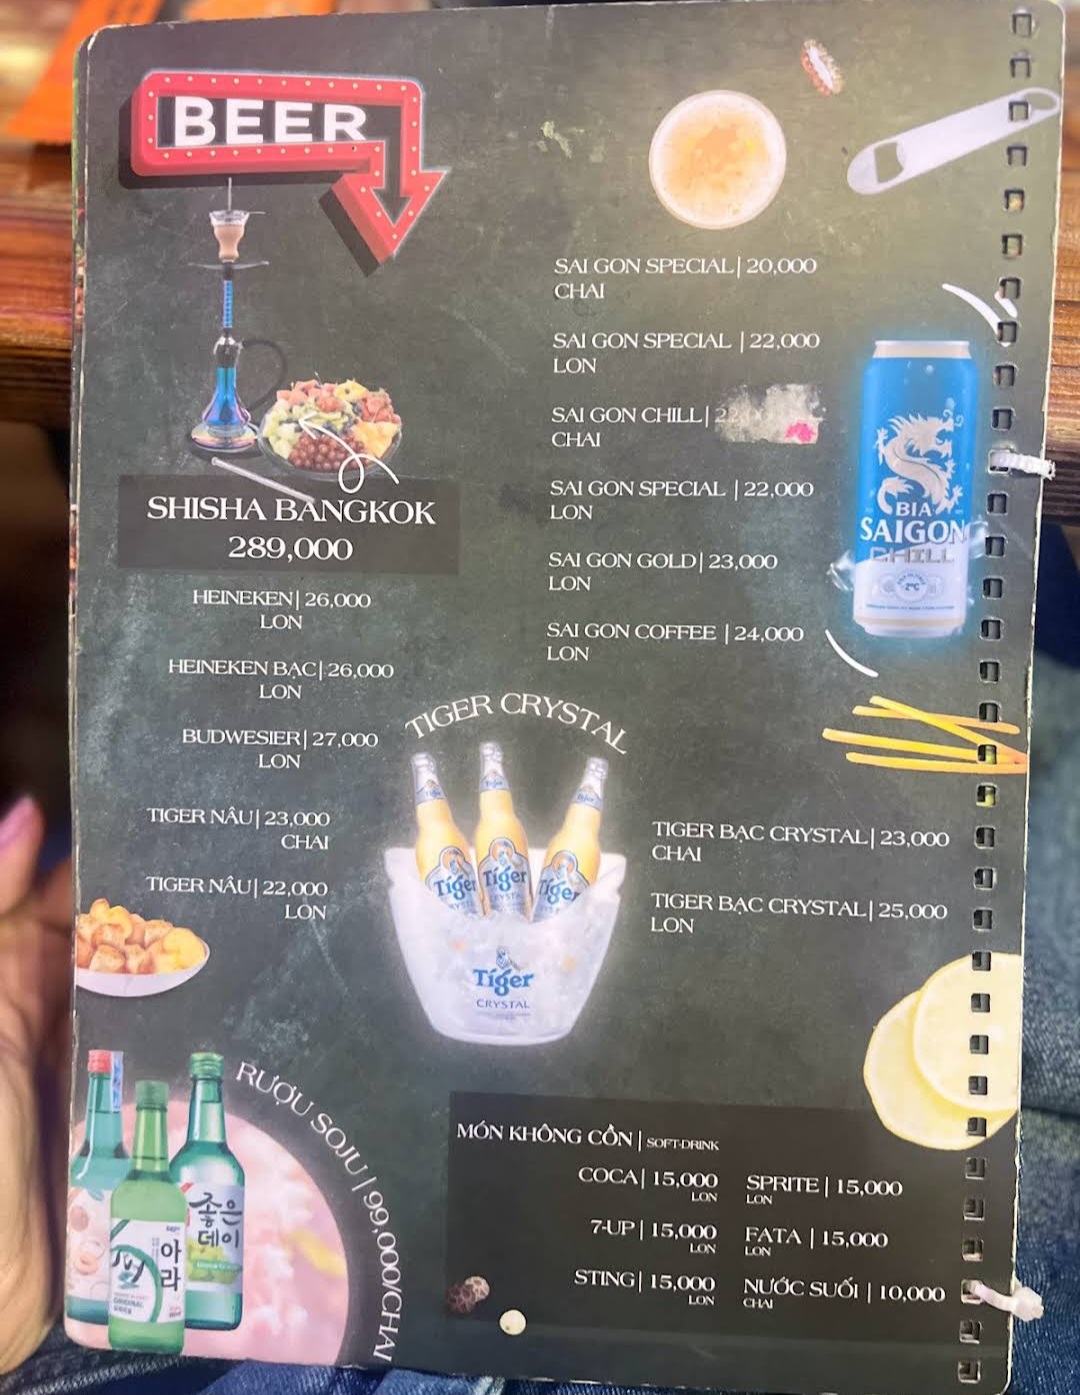 BEER
SHISHA BANGKOK
289,000
HEINEKEN | 26,000
LON
HEINEKEN BẠC | 26,000
LON
BUDWESIER | 27,000
LON
TIGER NÂU | 23,000
CHAI
TIGER NÂU | 22,000
LON
SAI GON SPECIAL | 20,000
CHAI
SAI GON SPECIAL | 22,000
LON
SAI GON CHILL |
CHAI
SAI GON SPECIAL | 22,000
LON
SAI GON GOLD | 23,000
LON
SAI GON COFFEE | 24,000
LON
BIA
SAIGON
CHILL
TIGER CRYSTAL
Tiger
Tiger
CRYSTAL
Tiger
Tiger
CRYSTAL
TIGER BẠC CRYSTAL | 23,000
CHAI
TIGER BẠC CRYSTAL | 25,000
LON
RƯỢU SOJU | 99,000/CHAI
좋은
데이
아라
MÓN KHÔNG CỒN | SOFT-DRINK
COCA | 15,000
LON
7-UP | 15,000
LON
STING | 15,000
LON
SPRITE | 15,000
LON
FATA | 15,000
LON
NƯỚC SUỐI | 10,000
CHAI